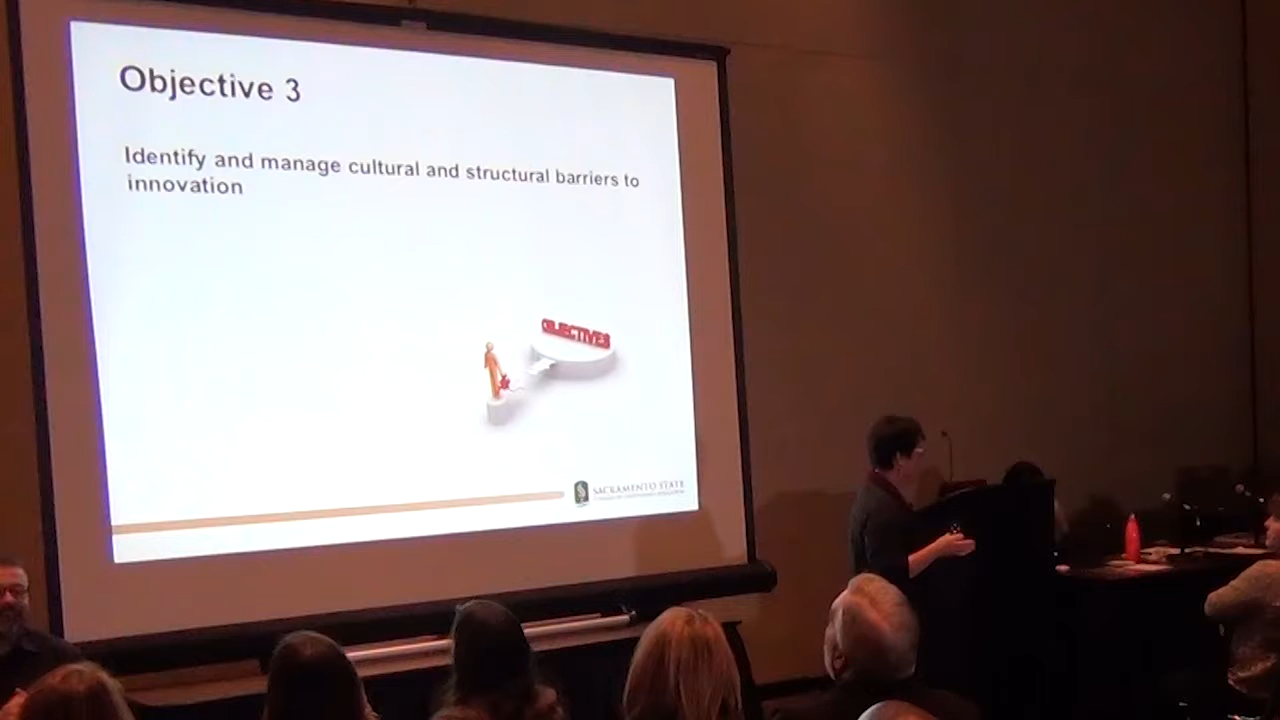 Objective 3
Identify and manage cultural and structural barriers to
innovation
OBJECTIVES
SACRAMENTO STATE